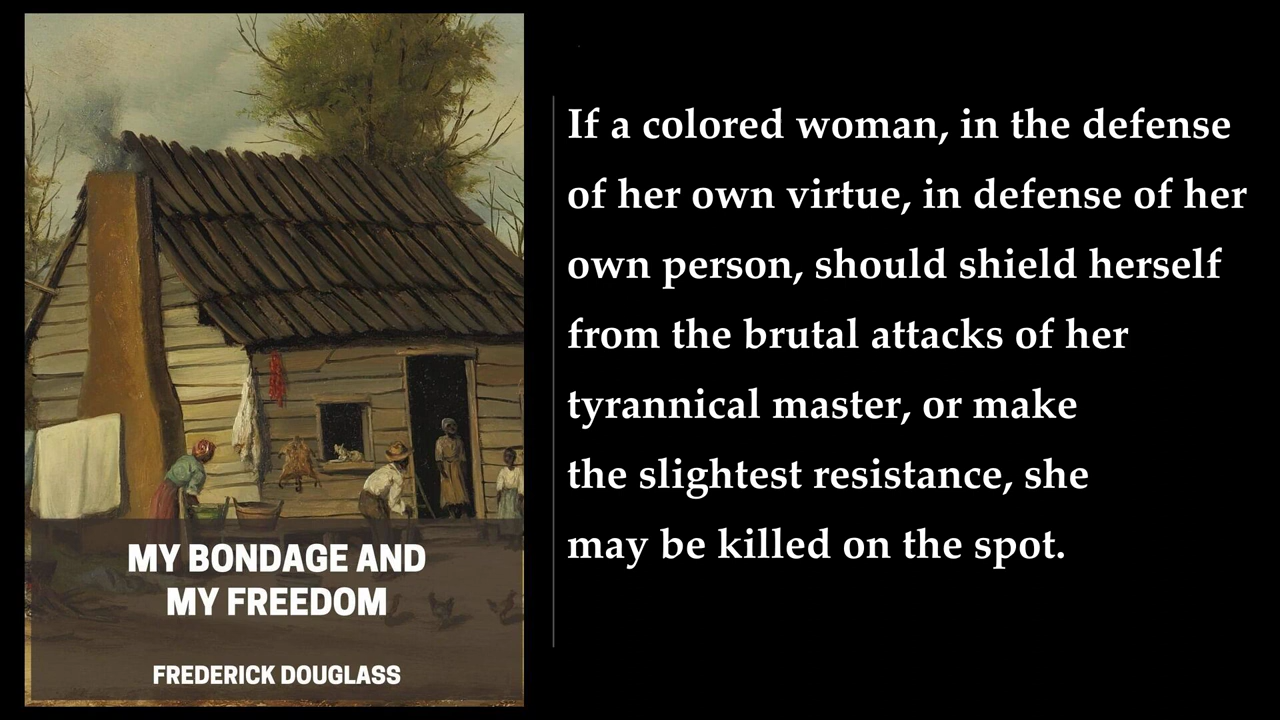 MY BONDAGE AND
MY FREEDOM
FREDERICK DOUGLASS
If a colored woman, in the defense
of her own virtue, in defense of her
own person, should shield herself
from the brutal attacks of her
tyrannical master, or make
the slightest resistance, she
may be killed on the spot.